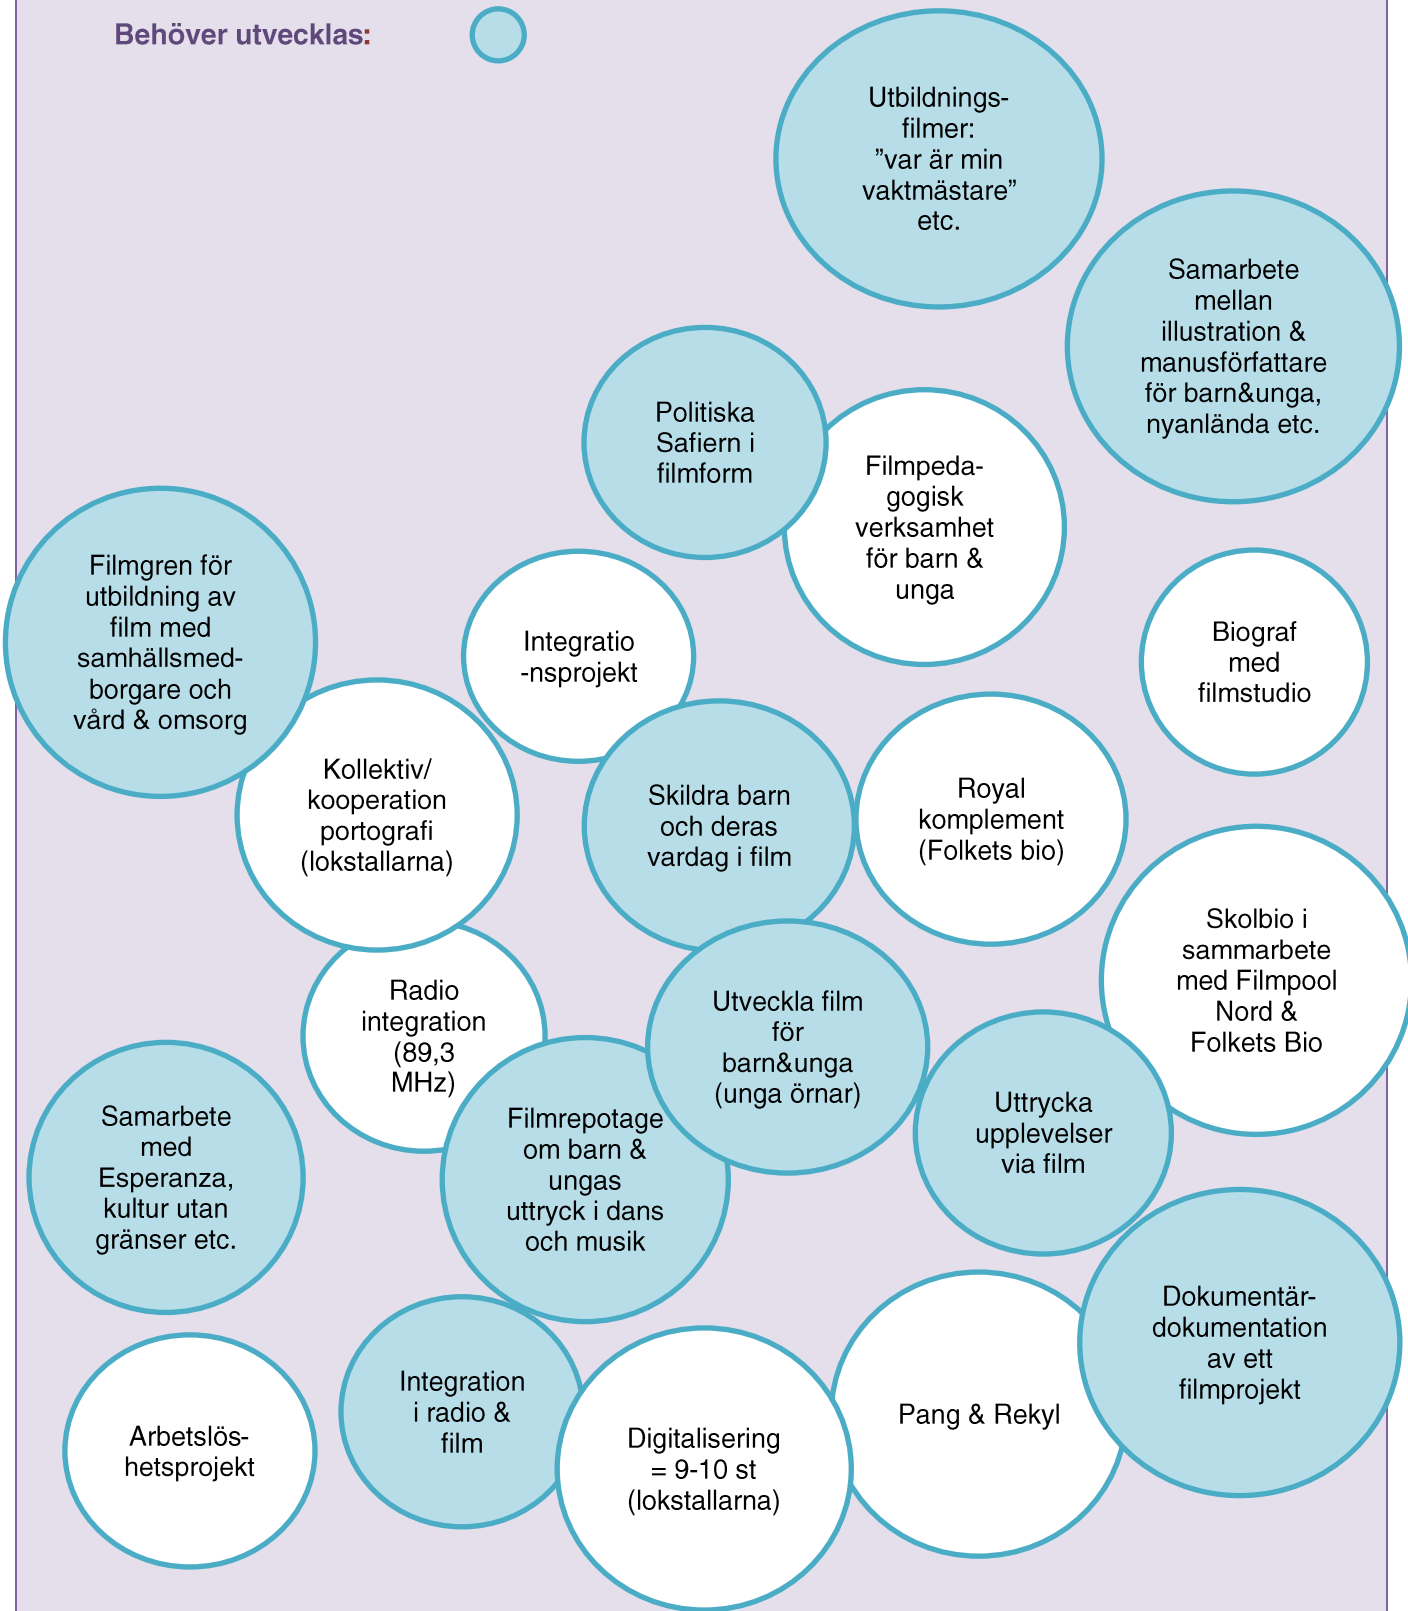 Behöver utvecklas:
Utbildnings-
filmer:
”var är min
vaktmästare”
etc.
Samarbete
mellan
illustration &
manusförfattare
för barn&unga,
nyanlända etc.
Politiska
Safiern i
filmform
Filmpeda-
gogisk
verksamhet
för barn &
unga
Filmgren för
utbildning av
film med
samhällsmed-
borgare och
vård & omsorg
Integratio
-nsprojekt
Biograf
med
filmstudio
Kollektiv/
kooperation
portografi
(lokstallarna)
Skildra barn
och deras
vardag i film
Royal
komplement
(Folkets bio)
Skolbio i
sammarbete
med Filmpool
Nord &
Folkets Bio
Radio
integration
(89,3
MHz)
Utveckla film
för
barn&unga
(unga örnar)
Uttrycka
upplevelser
via film
Samarbete
med
Esperanza,
kultur utan
gränser etc.
Filmrepotage
om barn &
ungas
uttryck i dans
och musik
Dokumentär-
dokumentation
av ett
filmprojekt
Arbetslös-
hetsprojekt
Integration
i radio &
film
Digitalisering
= 9-10 st
(lokstallarna)
Pang & Rekyl